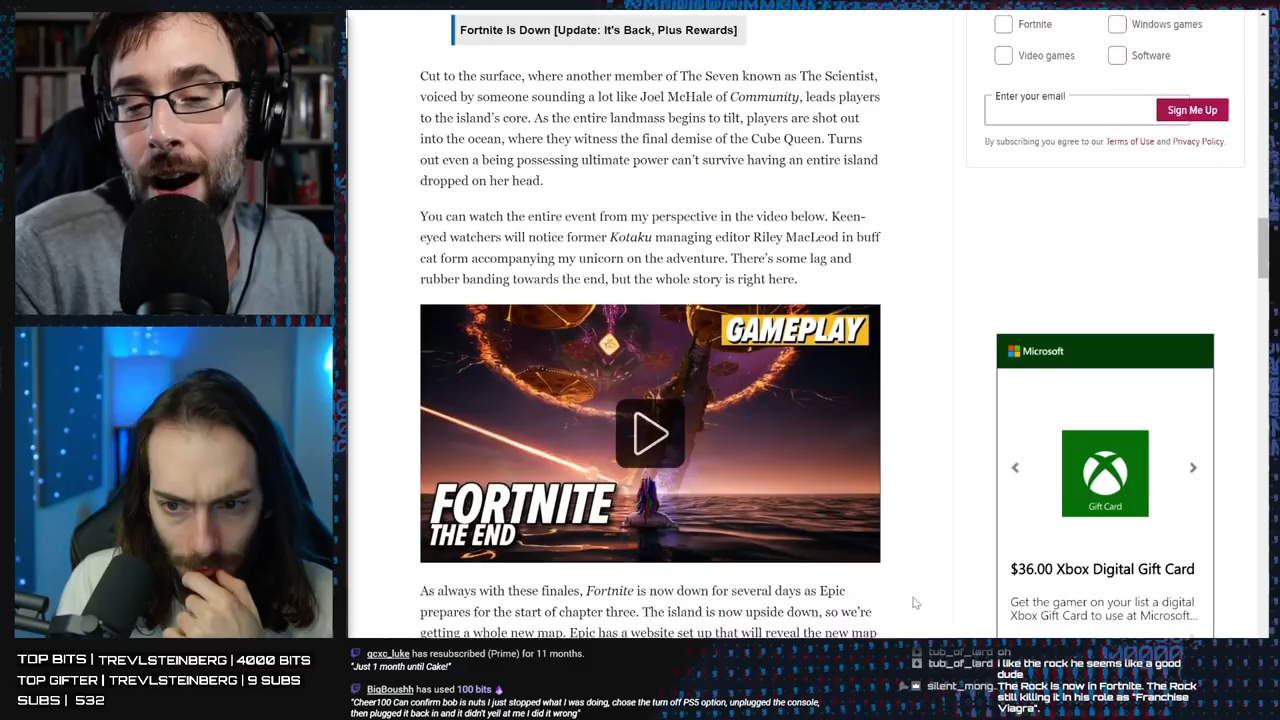 Fortnite Is Down [Update: It's Back, Plus Rewards]
Cut to the surface, where another member of The Seven known as The Scientist,
voiced by someone sounding a lot like Joel McHale of Community, leads players
to the island's core. As the entire landmass begins to tilt, players are shot out
into the ocean, where they witness the final demise of the Cube Queen. Turns
out even a being possessing ultimate power can't survive having an entire island
dropped on her head.
You can watch the entire event from my perspective in the video below. Keen-
eyed watchers will notice former Kotaku managing editor Riley MacLeod in buff
cat form accompanying my unicorn on the adventure. There's some lag and
rubber banding towards the end, but the whole story is right here.
GAMEPLAY
FORTNITE
THE END
As always with these finales, Fortnite is now down for several days as Epic
prepares for the start of chapter three. The island is now upside down, so we're
getting a whole new map. Epic has a website set up that will reveal the new map
Fortnite
Windows games
Video games
Software
Enter your email
Sign Me Up
By subscribing you agree to our Terms of Use and Privacy Policy.
Microsoft
Gift Card
$36.00 Xbox Digital Gift Card
Get the gamer on your list a digital
Xbox Gift Card to use at Microsoft...
TOP BITS | TREVLSTEINBERG | 4000 BITS
TOP GIFTER | TREVLSTEINBERG | 9 SUBS
SUBS | 532
gcxc_luke has resubscribed (Prime) for 11 months.
"Just 1 month until Cake!"
BigBoushh has used 100 bits
"Cheer100 Can confirm bob is nuts I just stopped what I was doing, chose the turn off PS5 option, unplugged the console,
then plugged it back in and it didn't yell at me i did it wrong"
tub_of_lard oh
tub_of_lard i like the rock he seems like a good
dude
silent_mong. The Rock is now in Fortnite. The Rock
still killing it in his role as "Franchise
Viagra".